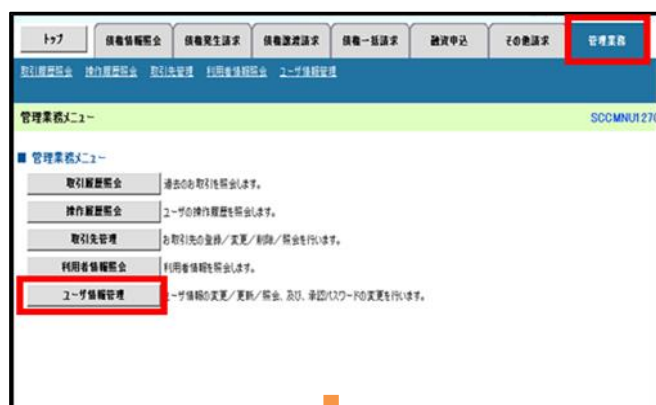 トップ 債権情報照会 債権発生請求 債権譲渡請求 債権一括請求 融資申込 その他請求 管理業務
取引履歴照会 操作履歴照会 取引先管理 利用者情報照会 ユーザ情報管理
管理業務メニュー SCCMNU1270
■ 管理業務メニュー
取引履歴照会 過去のお取引を照会します。
操作履歴照会 ユーザの操作履歴を照会します。
取引先管理 お取引先の登録／変更／削除／照会を行います。
利用者情報照会 利用者情報を照会します。
ユーザ情報管理 ユーザ情報の変更／更新／照会、及び、承認パスワードの変更を行います。